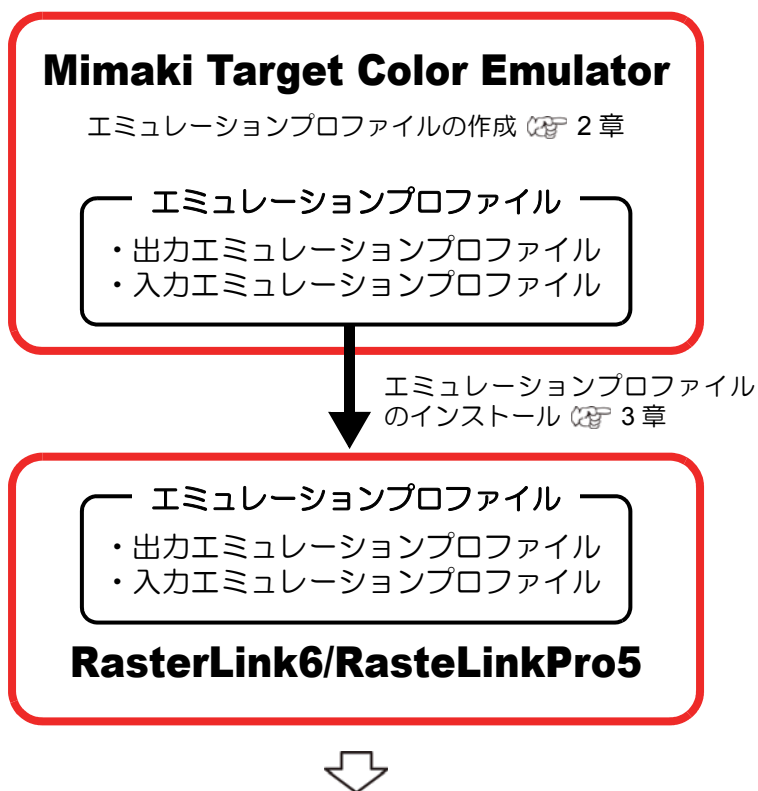 Mimaki Target Color Emulator
エミュレーションプロファイルの作成 2 章
エミュレーションプロファイル
・出力エミュレーションプロファイル
・入力エミュレーションプロファイル
エミュレーションプロファイル
のインストール 3 章
エミュレーションプロファイル
・出力エミュレーションプロファイル
・入力エミュレーションプロファイル
RasterLink6/RasteLinkPro5